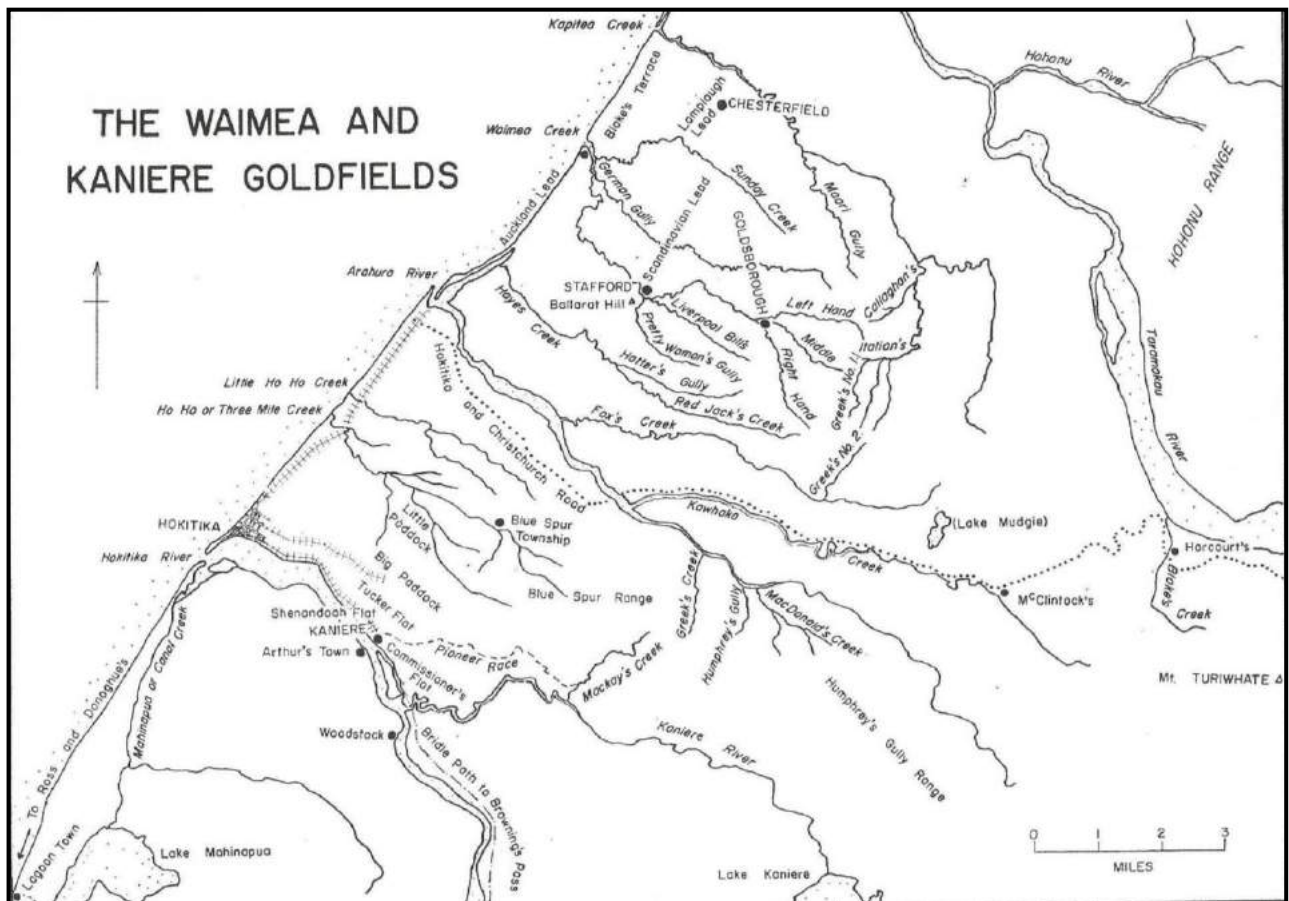 THE WAIMEA AND
KANIERE GOLDFIELDS
Kapitea Creek
Hohonu
River
Blake's Terrace
Lamplough
Lead
CHESTERFIELD
Waimea Creek
HOHONU RANGE
German Gully
Sunday Creek
Maori Gully
Scandinavian Lead
Auckland Lead
GOLDSBOROUGH
Arahura River
STAFFORD
Ballarat Hill
Left Hand
Callaghan's
Hayes Creek
Liverpool Bill's
Middle
Italian's
Pretty Woman's Gully
Taramakau
River
Hatter's
Gully
Right Hand
Greek's No. 1
Little Ho Ho Creek
Hokitika
and Christchurch Road
Red Jack's Creek
Ho Ho or Three Mile Creek
Fox's Creek
Greek's No. 2
Kawhaka
Creek
(Lake Mudgie)
HOKITIKA
Little
Paddock
Blue Spur
Township
Harcourt's
Hokitika River
Big Paddock
Blue Spur Range
Greek's Creek
Humphrey's Gully
MacDonald's Creek
McClintock's
Blake's
Creek
Tucker Flat
Shenandoah Flat
KANIERE
Arthur's Town
Commissioner's
Flat
Pioneer Race
Mackay's Creek
Humphrey's Gully Range
Mt. TURIWHATE
To Ross and Donoghue's
Mahinapua or Canal Creek
Woodstock
Bridle Path to Browning's Pass
Kaniere
River
Lagoon Town
Lake Mahinapua
Lake Kaniere
0 1 2 3
MILES